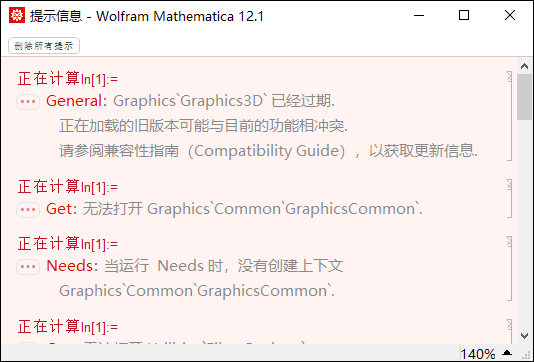 提示信息 - Wolfram Mathematica 12.1
删除所有提示
正在计算In[1]:=
General: Graphics`Graphics3D` 已经过期.
正在加载的旧版本可能与目前的功能相冲突.
请参阅兼容性指南（Compatibility Guide），以获取更新信息.
正在计算In[1]:=
Get: 无法打开 Graphics`Common`GraphicsCommon`.
正在计算In[1]:=
Needs: 当运行 Needs 时，没有创建上下文
Graphics`Common`GraphicsCommon`.
正在计算In[1]:=
140%